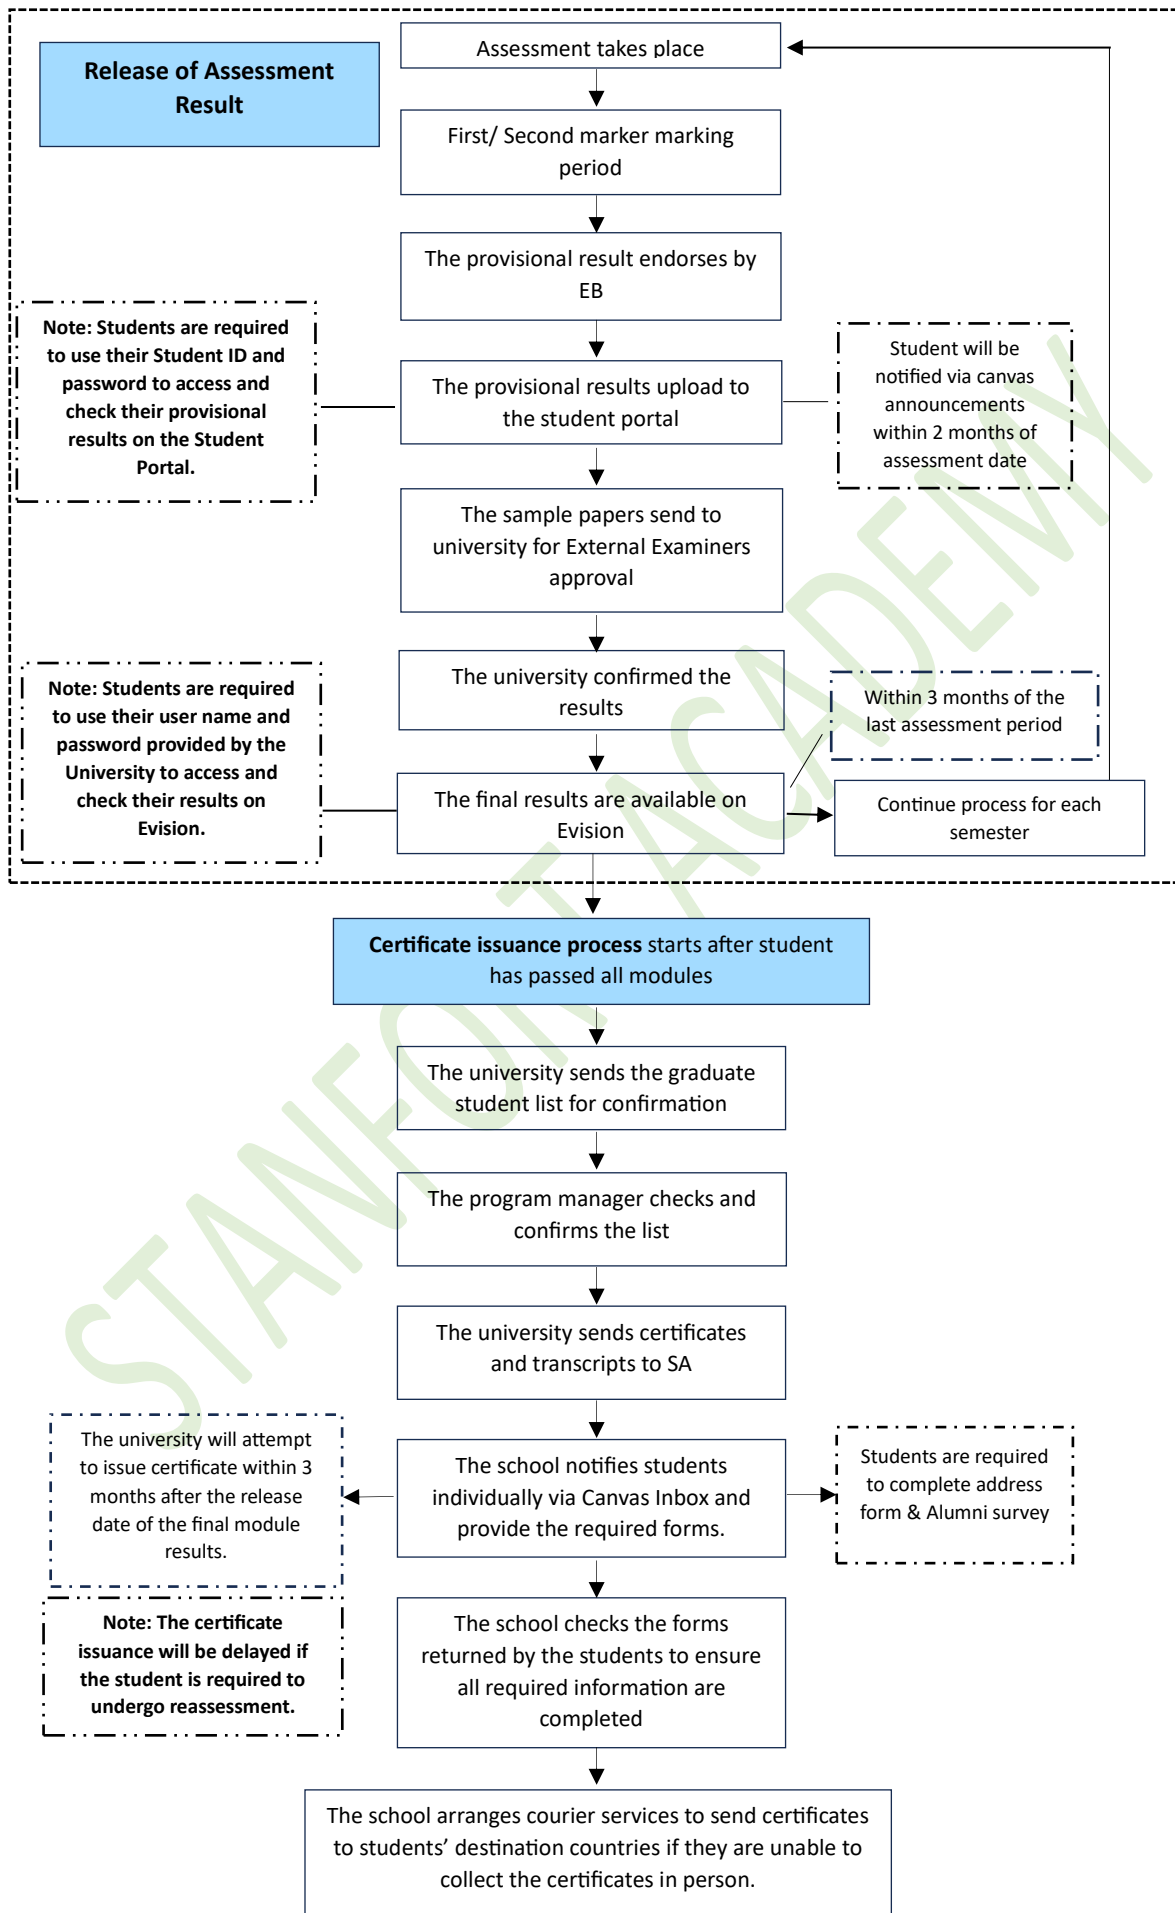 Release of Assessment
Result
Assessment takes place
First/ Second marker marking
period
The provisional result endorses by
EB
Note: Students are required
to use their Student ID and
password to access and
check their provisional
results on the Student
Portal.
The provisional results upload to
the student portal
Student will be
notified via canvas
announcements
within 2 months of
assessment date
The sample papers send to
university for External Examiners
approval
The university confirmed the
results
Within 3 months of the
last assessment period
Note: Students are required
to use their user name and
password provided by the
University to access and
check their results on
Evision.
The final results are available on
Evision
Continue process for each
semester
Certificate issuance process starts after student
has passed all modules
The university sends the graduate
student list for confirmation
The program manager checks and
confirms the list
The university sends certificates
and transcripts to SA
The university will attempt
to issue certificate within 3
months after the release
date of the final module
results.
The school notifies students
individually via Canvas Inbox and
provide the required forms.
Students are required
to complete address
form & Alumni survey
Note: The certificate
issuance will be delayed if
the student is required to
undergo reassessment.
The school checks the forms
returned by the students to ensure
all required information are
completed
The school arranges courier services to send certificates
to students’ destination countries if they are unable to
collect the certificates in person.
STANFORT ACADEMY